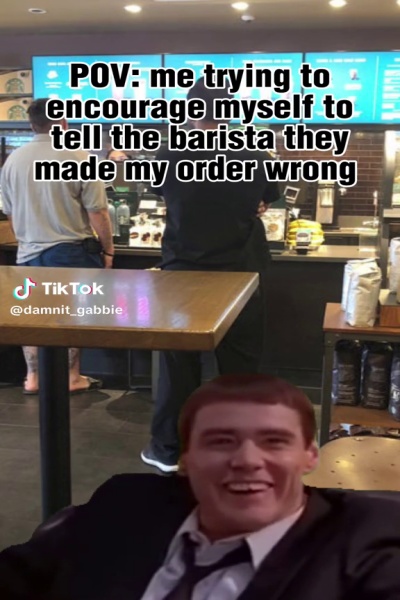 POV: me trying to
encourage myself to
tell the barista they
made my order wrong
TikTok
@damnit_gabbie